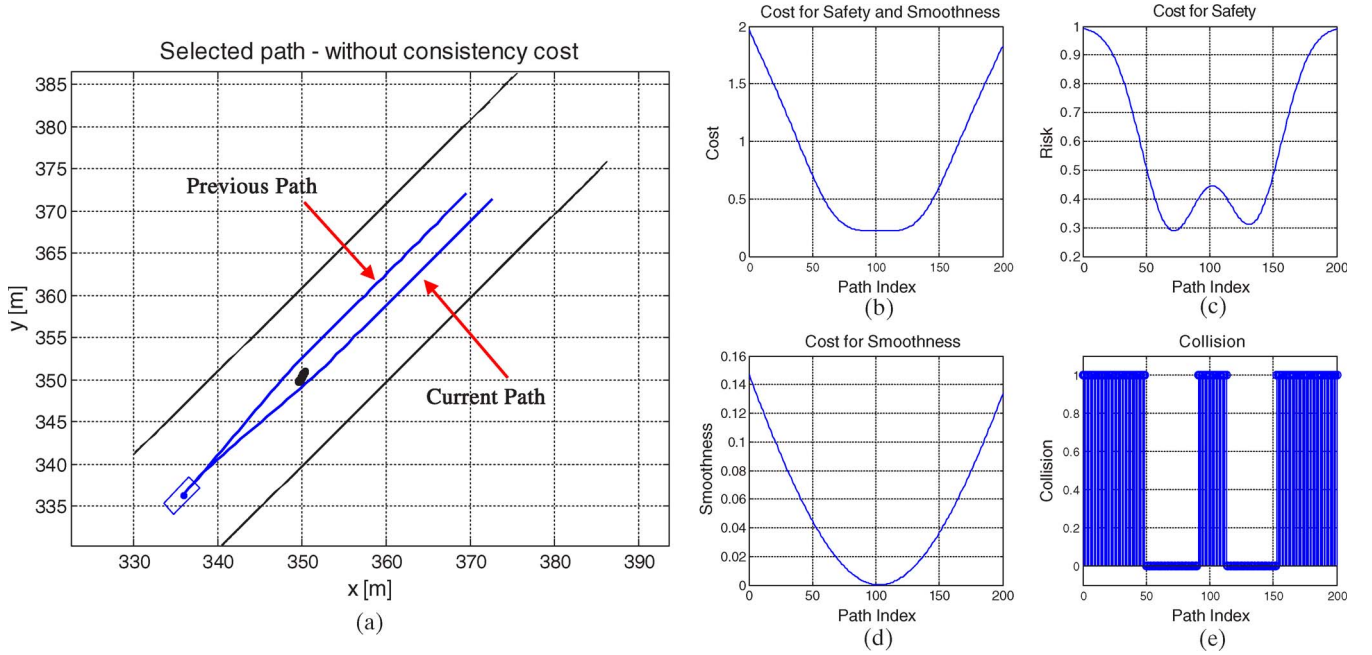 Selected path - without consistency cost
385
380
375
370
365
360
355
350
345
340
335
y [m]
Previous Path
Current Path
330 340 350 360 370 380 390
x [m]
(a)
Cost for Safety and Smoothness
2
1.5
1
0.5
0
Cost
0 50 100 150 200
Path Index
(b)
Cost for Safety
1
0.9
0.8
0.7
0.6
0.5
0.4
0.3
0.2
Risk
0 50 100 150 200
Path Index
(c)
Cost for Smoothness
0.16
0.14
0.12
0.1
0.08
0.06
0.04
0.02
0
Smoothness
0 50 100 150 200
Path Index
(d)
Collision
1
0.8
0.6
0.4
0.2
0
Collision
0 50 100 150 200
Path Index
(e)